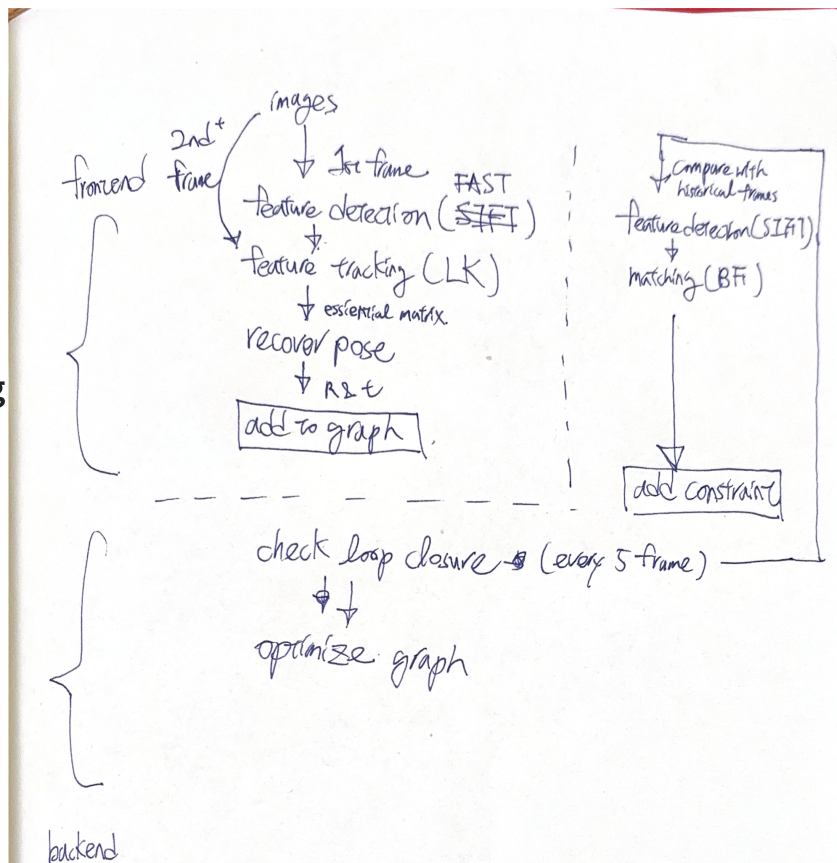 images
2nd+
frame
frontend
1st frame
FAST
feature detection (SIFT)
feature tracking (LK)
essiential matrix.
recover pose
R & t
add to graph
Compare with
historical frames
feature detection (SIFT)
matching (BF)
add constraint
check loop closure (every 5 frame)
optimize graph
backend
g